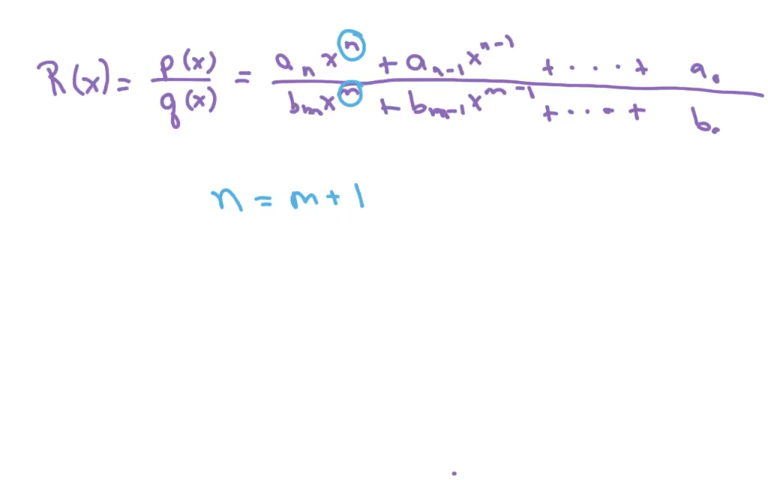 R(x) = p(x)/q(x) = (aₙxⁿ + aₙ₋₁xⁿ⁻¹ + · · · + a₀)/(bₘxᵐ + bₘ₋₁xᵐ⁻¹ + · · · + b₀)
n = m + 1